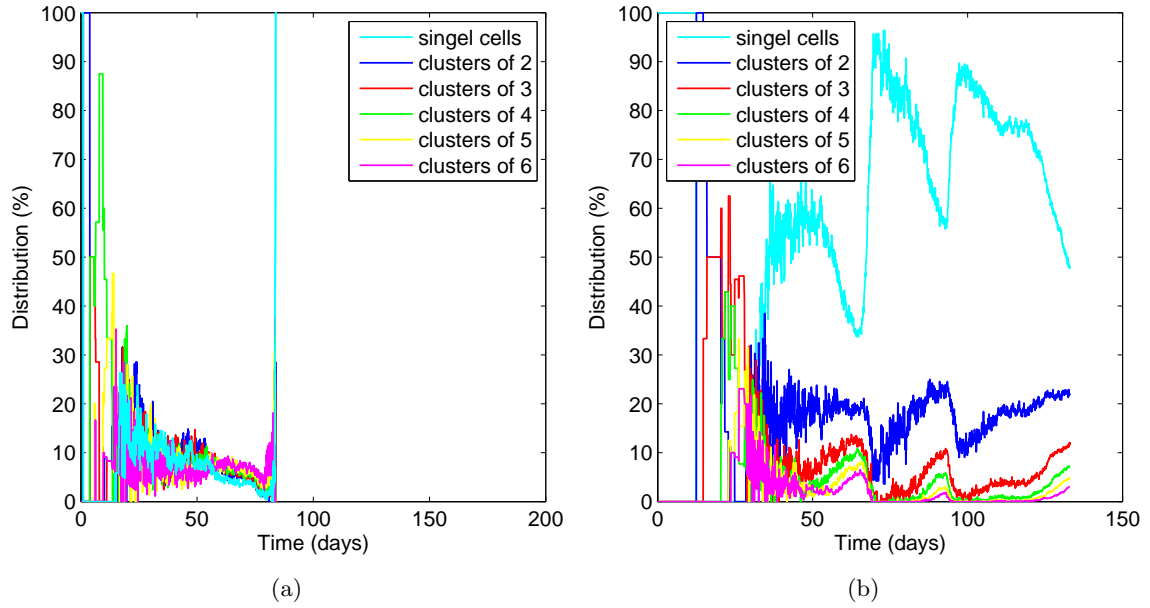 100
90
80
70
60
50
40
30
20
10
0
Distribution (%)
0 50 100 150 200
Time (days)
singel cells
clusters of 2
clusters of 3
clusters of 4
clusters of 5
clusters of 6
(a)
100
90
80
70
60
50
40
30
20
10
0
Distribution (%)
0 50 100 150
Time (days)
singel cells
clusters of 2
clusters of 3
clusters of 4
clusters of 5
clusters of 6
(b)